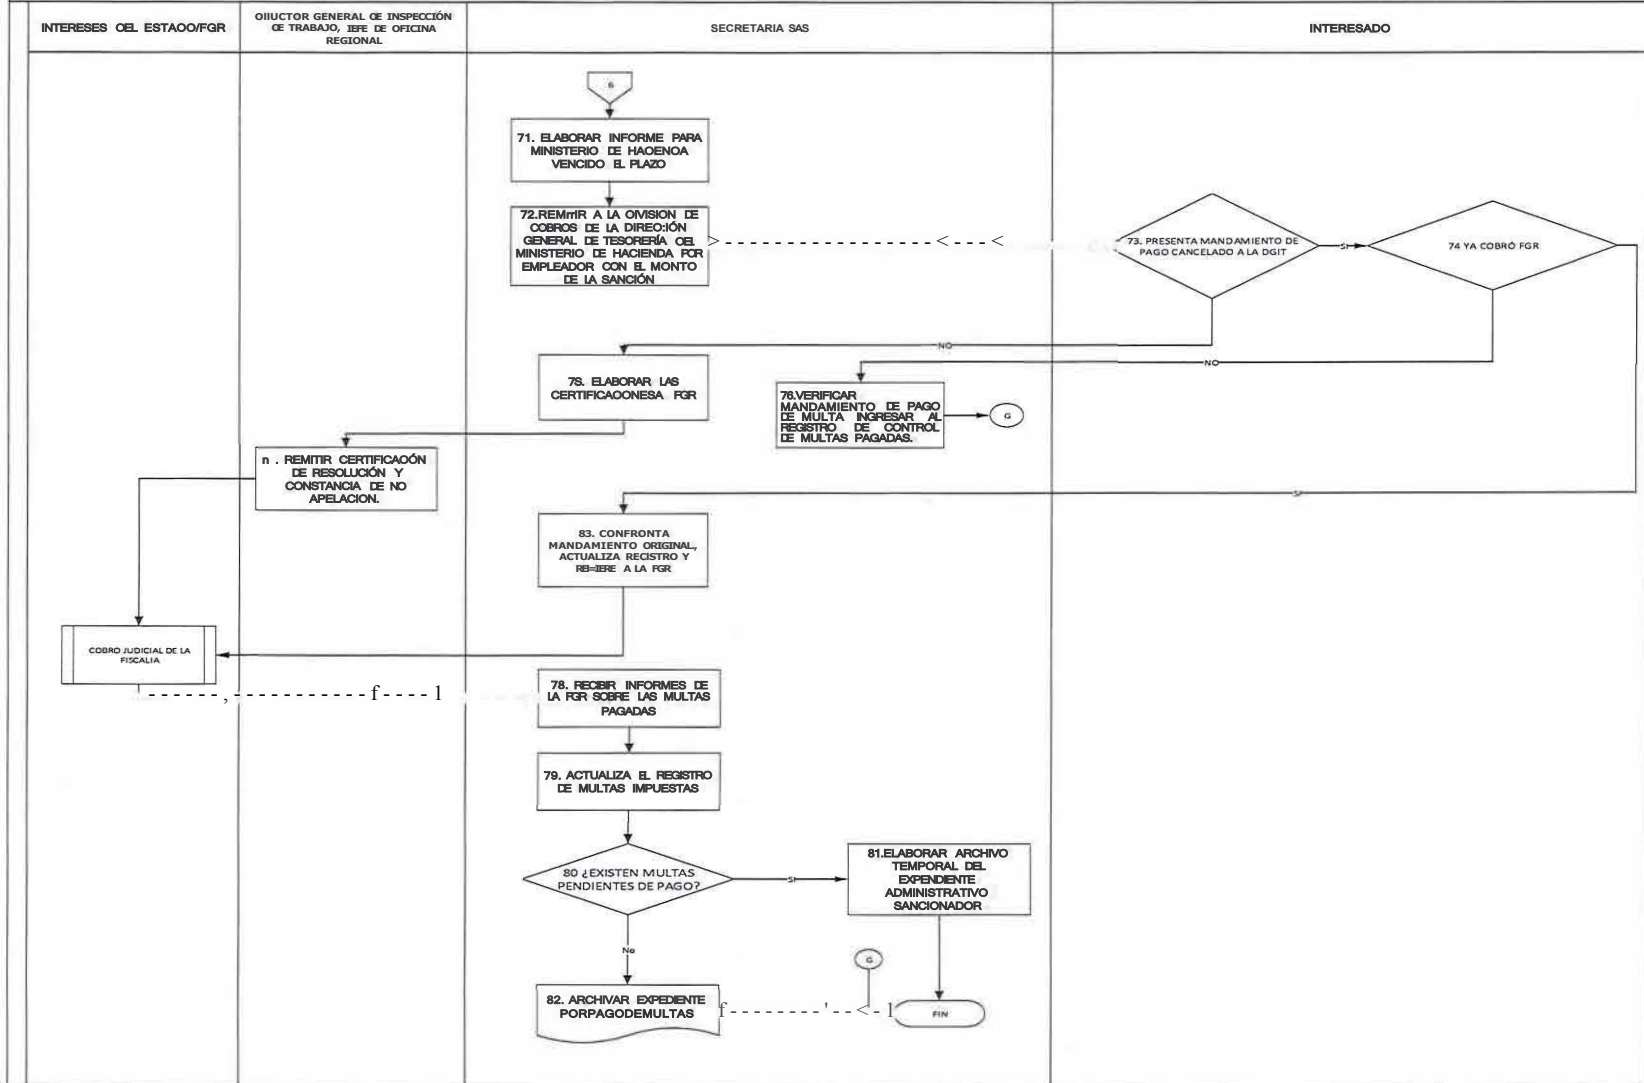 INTERESES OEL ESTAOO/FGR
OIIUCTOR GENERAL OE INSPECCIÓN
OE TRABAJO, IEFE DE OFICINA
REGIONAL
SECRETARIA SAS
INTERESADO
6
71. ELABORAR INFORME PARA
MINISTERIO DE HAOENOA
VENCIDO EL PLAZO
72.REMrnR A LA OIVISION DE
COBROS DE LA DIREO:IÓN
GENERAL DE TESORERÍA OEL
MINISTERIO DE HACIENDA FOR
EMPLEADOR CON EL MONTO
DE LA SANCIÓN
73. PRESENTA MANDAMIENTO DE
PAGO CANCELADO A LA DGIT
SI
74 YA COBRÓ FGR
NO
NO
7S. ELABORAR LAS
CERTIFICAOONESA FGR
76.VERIFICAR
MANDAMIENTO DE PAGO
DE MULTA INGRESAR AL
REGISTRO DE CONTROL
DE MULTAS PAGADAS.
G
n . REMITIR CERTIFICAOÓN
DE RESOLUCIÓN Y
CONSTANCIA DE NO
APELACION.
SI
83. CONFRONTA
MANDAMIENTO ORIGINAL,
ACTUALIZA RECISTRO Y
REI=IERE A LA FGR
COBRO JUDICIAL DE LA
FISCALIA
78. RECIBIR INFORMES DE
LA FGR SOBRE LAS MULTAS
PAGADAS
79. ACTUALIZA EL REGISTRO
DE MULTAS IMPUESTAS
80 ¿EXISTEN MULTAS
PENDIENTES DE PAGO?
SI
81.ELABORAR ARCHIVO
TEMPORAL DEL
EXPENDIENTE
ADMINISTRATIVO
SANCIONADOR
No
G
82. ARCHIVAR EXPEDIENTE
PORPAGODEMULTAS
FIN